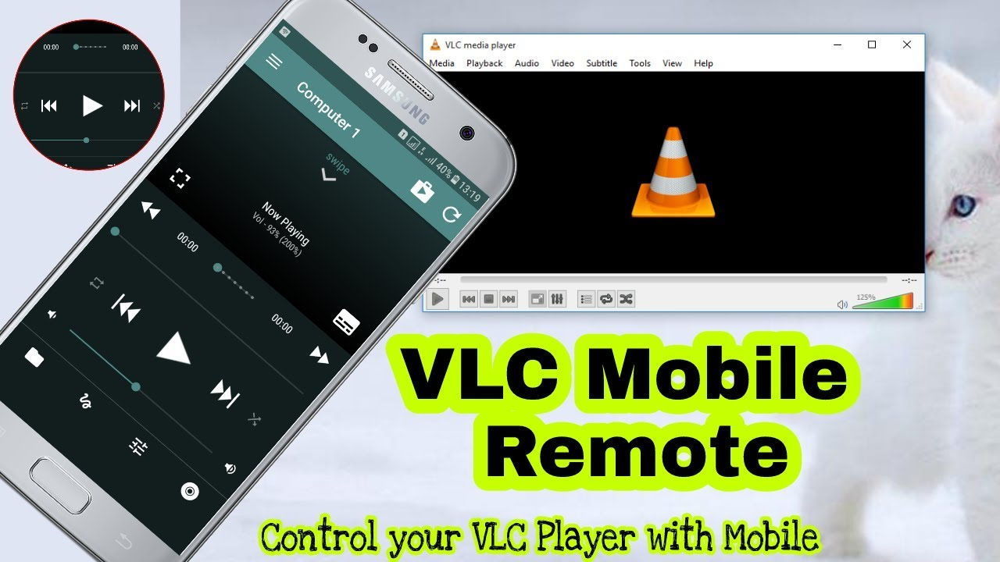 00:00 00:00
SAMSUNG
40% 13:19
Computer 1
swipe
Now Playing
Vol - 93% (200%)
00:00
00:00
VLC media player
Media Playback Audio Video Subtitle Tools View Help
--:-- --:--
125%
VLC Mobile
Remote
Control your VLC Player with Mobile